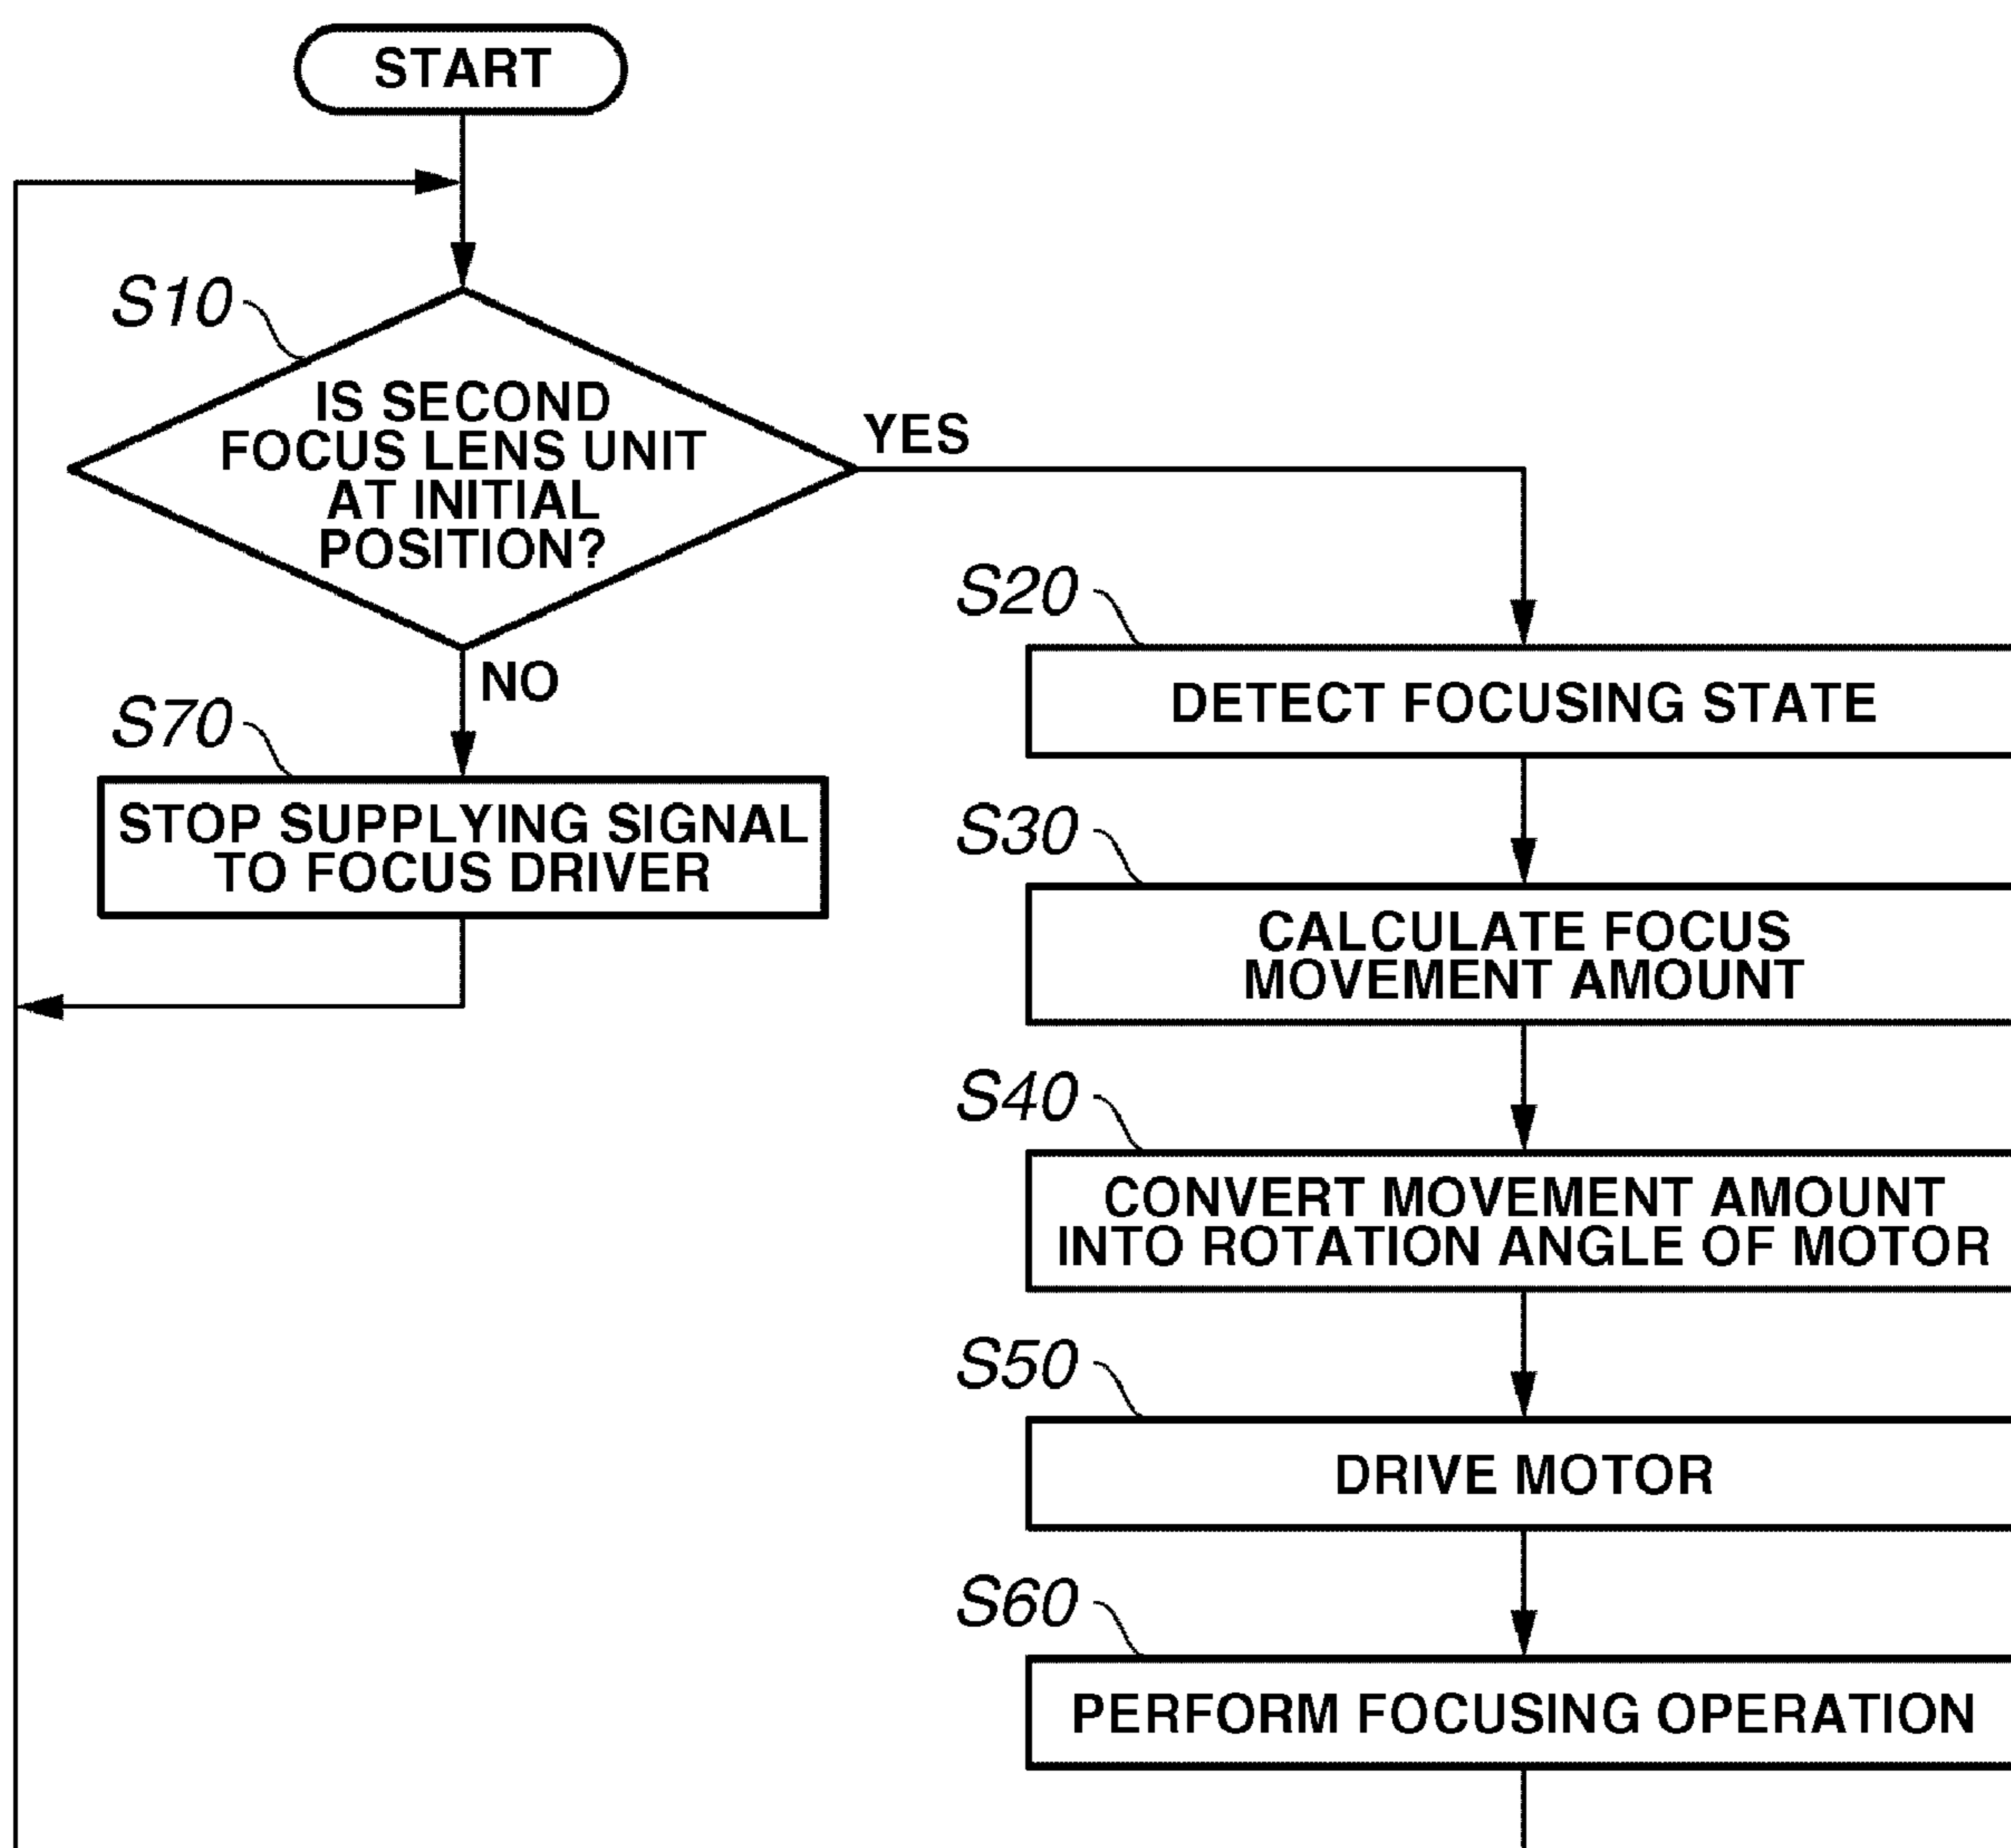 START
S10
IS SECOND
FOCUS LENS UNIT
AT INITIAL
POSITION?
YES
NO
S70
STOP SUPPLYING SIGNAL
TO FOCUS DRIVER
S20
DETECT FOCUSING STATE
S30
CALCULATE FOCUS
MOVEMENT AMOUNT
S40
CONVERT MOVEMENT AMOUNT
INTO ROTATION ANGLE OF MOTOR
S50
DRIVE MOTOR
S60
PERFORM FOCUSING OPERATION